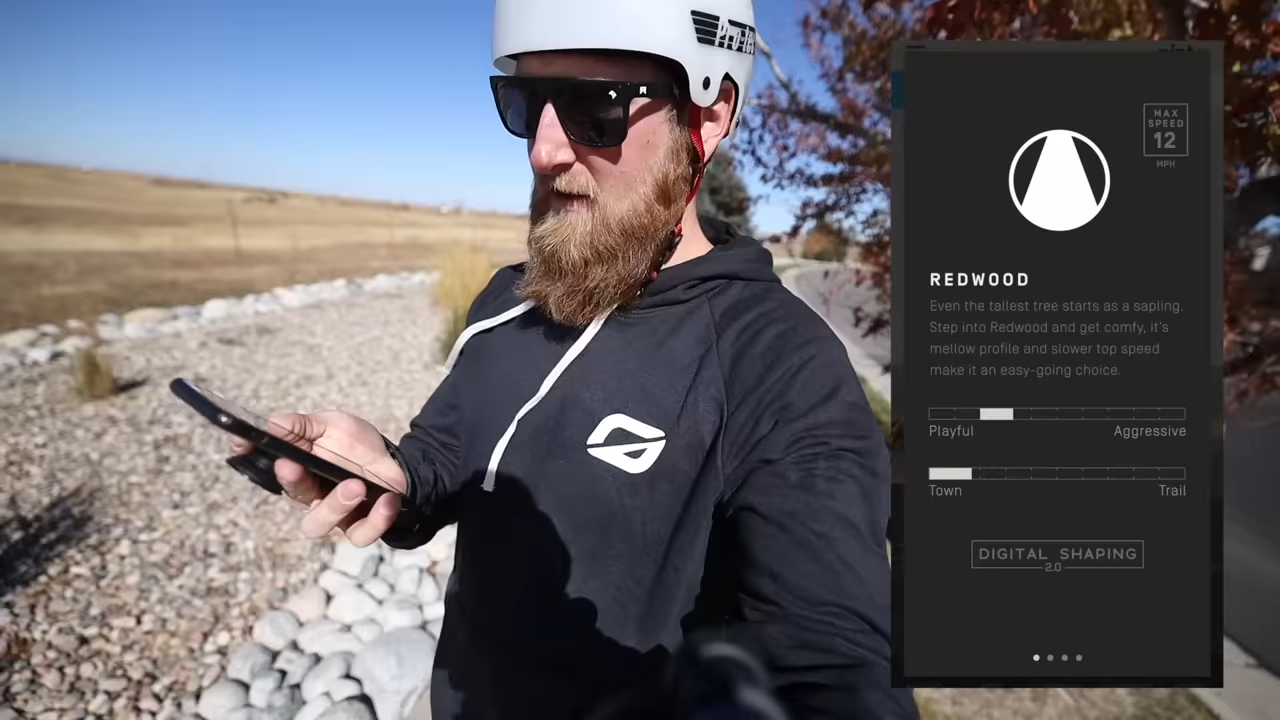 Pro-Tec
MAX
SPEED
12
MPH
REDWOOD
Even the tallest tree starts as a sapling.
Step into Redwood and get comfy, it's
mellow profile and slower top speed
make it an easy-going choice.
Playful
Aggressive
Town
Trail
DIGITAL SHAPING
2.0